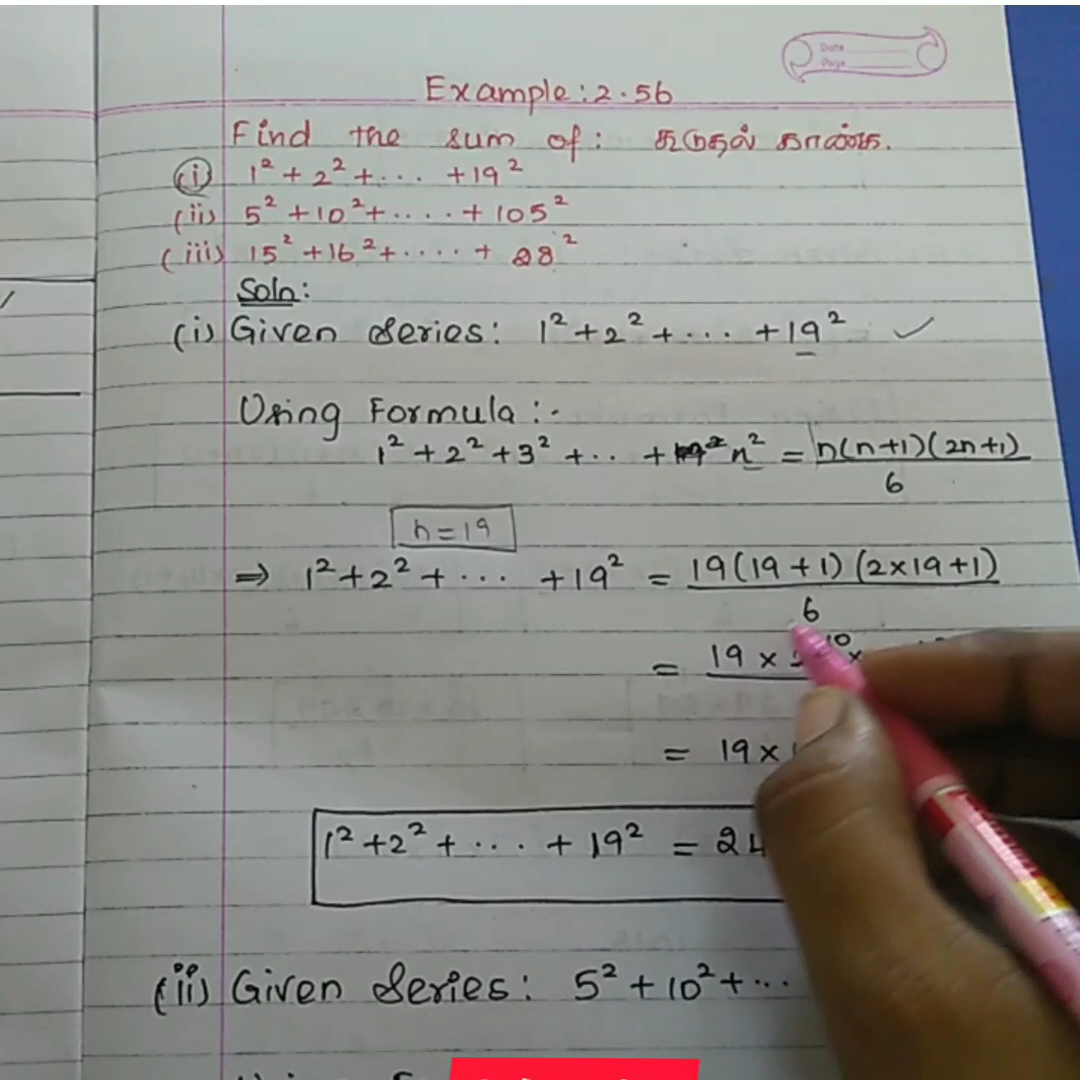 Date
Page
Example: 2.56
Find the sum of: கூடுதல் காண்க.
(i) 1² + 2² + ... + 19²
(ii) 5² + 10² + .... + 105²
(iii) 15² + 16² + .... + 28²
Soln:
(i) Given Series: 1² + 2² + ... + 19² ✓
Using Formula :-
1² + 2² + 3² + .. + n² = n(n+1)(2n+1)
6
n = 19
⇒ 1² + 2² + ... + 19² = 19(19+1)(2×19+1)
6
= 19 × 10 ×
= 19 ×
1² + 2² + ... + 19² = 24
(ii) Given Series: 5² + 10² + ...